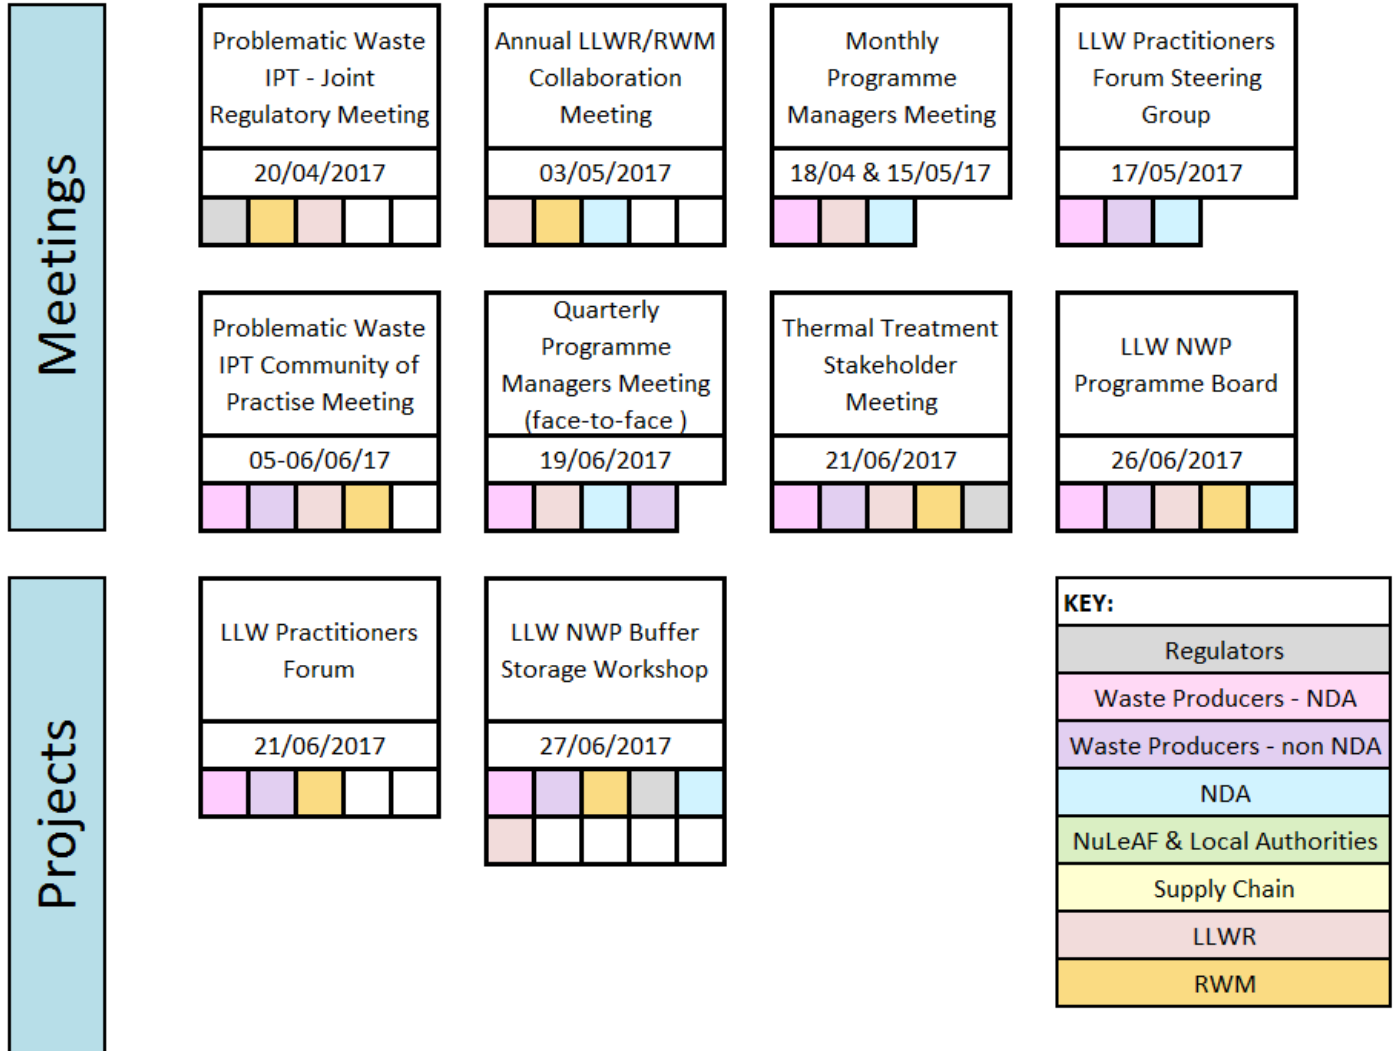 Meetings
Problematic Waste
IPT - Joint
Regulatory Meeting
20/04/2017
Annual LLWR/RWM
Collaboration
Meeting
03/05/2017
Monthly
Programme
Managers Meeting
18/04 & 15/05/17
LLW Practitioners
Forum Steering
Group
17/05/2017
Problematic Waste
IPT Community of
Practise Meeting
05-06/06/17
Quarterly
Programme
Managers Meeting
(face-to-face )
19/06/2017
Thermal Treatment
Stakeholder
Meeting
21/06/2017
LLW NWP
Programme Board
26/06/2017
Projects
LLW Practitioners
Forum
21/06/2017
LLW NWP Buffer
Storage Workshop
27/06/2017
KEY:
Regulators
Waste Producers - NDA
Waste Producers - non NDA
NDA
NuLeAF & Local Authorities
Supply Chain
LLWR
RWM